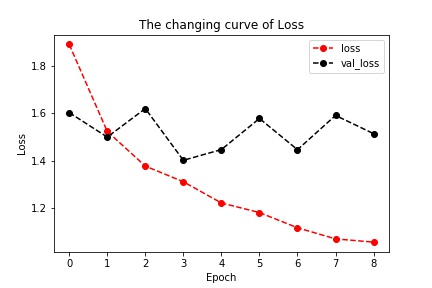 The changing curve of Loss
loss
val_loss
Loss
1.8
1.6
1.4
1.2
0 1 2 3 4 5 6 7 8
Epoch